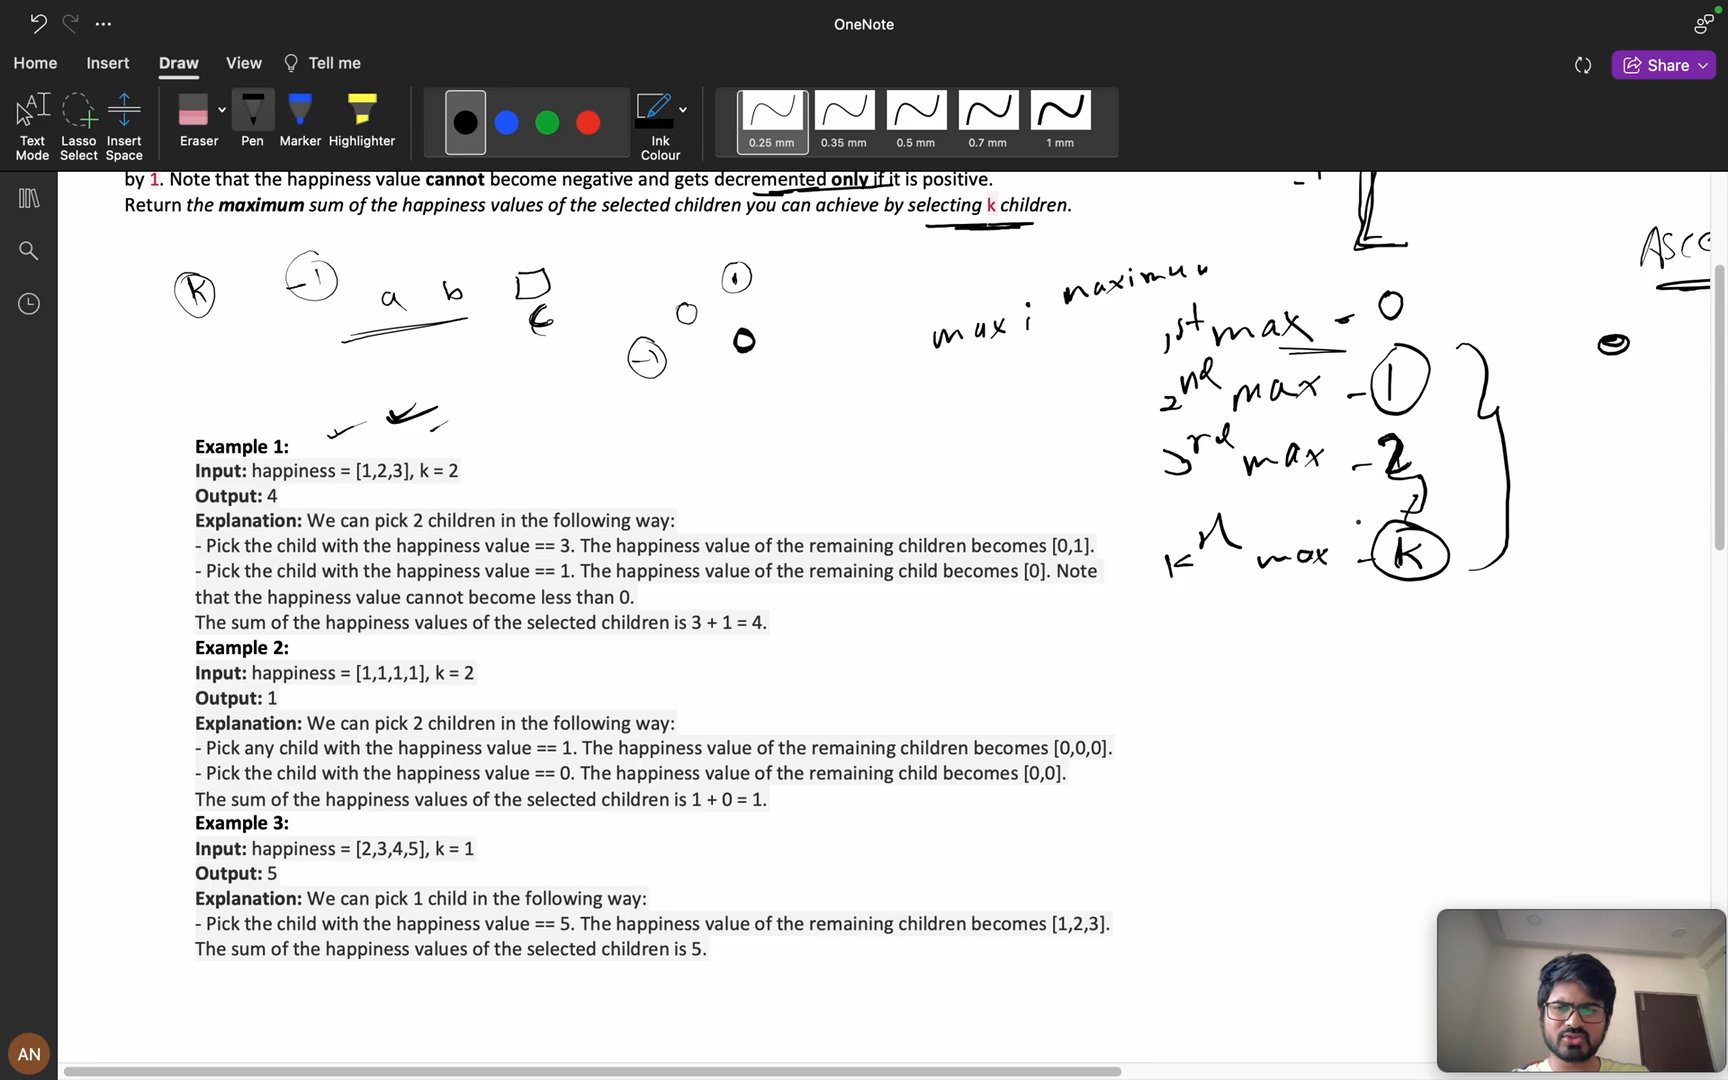 OneNote
Home Insert Draw View Tell me
Share
Text Mode
Lasso Select
Insert Space
Eraser
Pen
Marker
Highlighter
0.25 mm
0.35 mm
0.5 mm
0.7 mm
1 mm
Ink Colour
by 1. Note that the happiness value cannot become negative and gets decremented only if it is positive.
Return the maximum sum of the happiness values of the selected children you can achieve by selecting k children.
K -1 a b
c
1
0
-1
0
maxi maximu
1st max - 0
2nd max - 1
3rd max - 2
kth max - k
ASC
Example 1:
Input: happiness = [1,2,3], k = 2
Output: 4
Explanation: We can pick 2 children in the following way:
- Pick the child with the happiness value == 3. The happiness value of the remaining children becomes [0,1].
- Pick the child with the happiness value == 1. The happiness value of the remaining child becomes [0]. Note
that the happiness value cannot become less than 0.
The sum of the happiness values of the selected children is 3 + 1 = 4.
Example 2:
Input: happiness = [1,1,1,1], k = 2
Output: 1
Explanation: We can pick 2 children in the following way:
- Pick any child with the happiness value == 1. The happiness value of the remaining children becomes [0,0,0].
- Pick the child with the happiness value == 0. The happiness value of the remaining child becomes [0,0].
The sum of the happiness values of the selected children is 1 + 0 = 1.
Example 3:
Input: happiness = [2,3,4,5], k = 1
Output: 5
Explanation: We can pick 1 child in the following way:
- Pick the child with the happiness value == 5. The happiness value of the remaining children becomes [1,2,3].
The sum of the happiness values of the selected children is 5.
AN